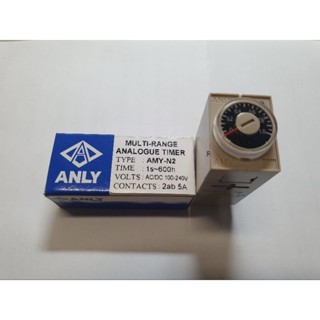 MULTI-RANGE
ANALOGUE TIMER
TYPE : AMY-N2
TIME : 1s~600h
VOLTS : AC/DC 100-240V
CONTACTS : 2ab 5A
ANLY
ANLY